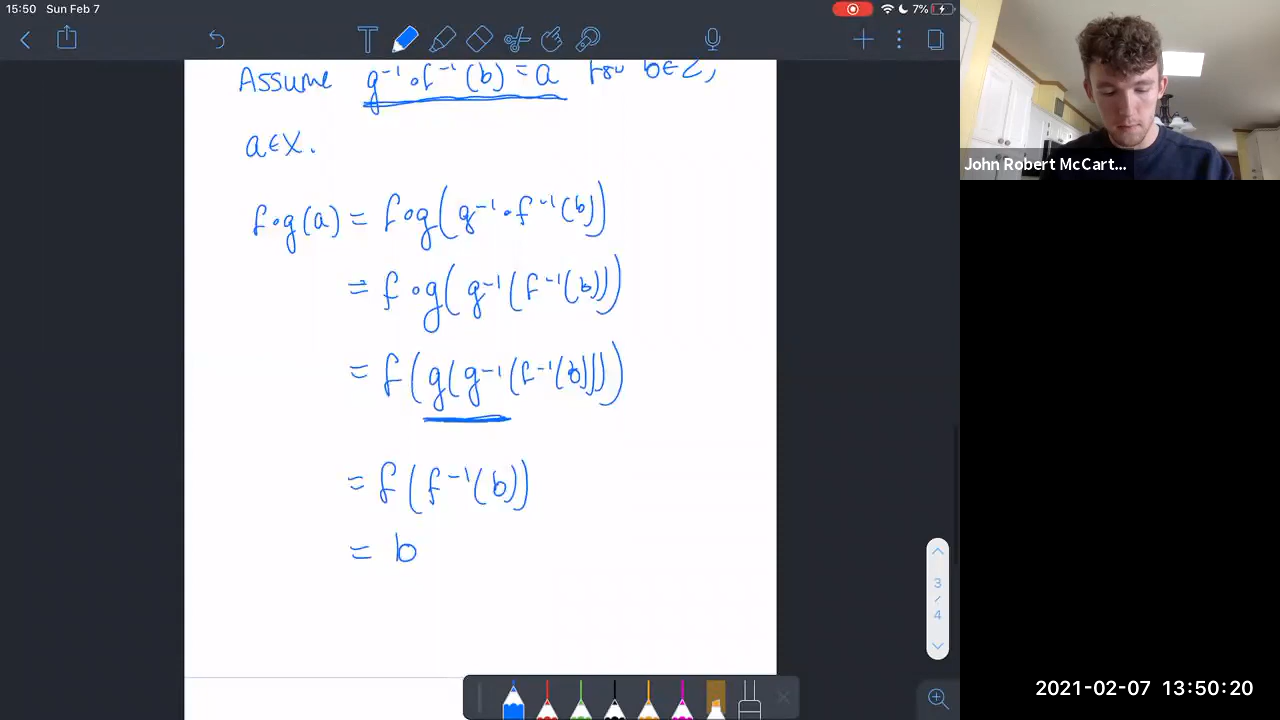 15:50 Sun Feb 7
7%
Assume g⁻¹∘f⁻¹(b) = a for b∈Z,
a∈X.
f∘g(a) = f∘g(g⁻¹∘f⁻¹(b))
= f∘g(g⁻¹(f⁻¹(b)))
= f(g(g⁻¹(f⁻¹(b))))
= f(f⁻¹(b))
= b
3/4
John Robert McCart...
2021-02-07 13:50:20